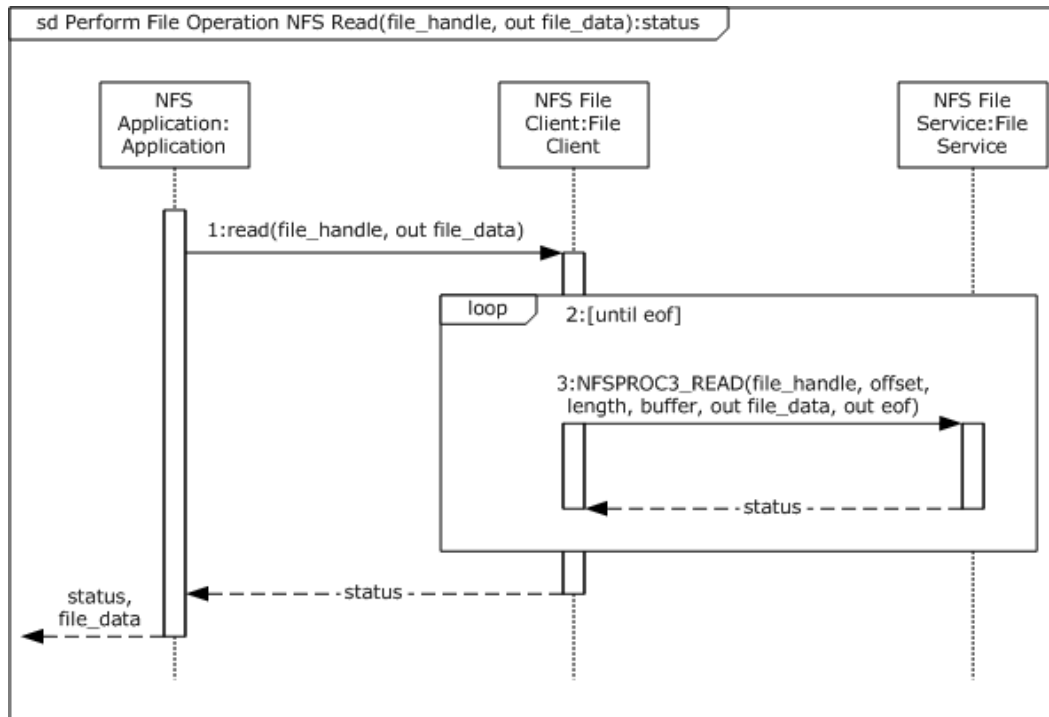 sd Perform File Operation NFS Read(file_handle, out file_data):status
NFS
Application:
Application
NFS File
Client:File
Client
NFS File
Service:File
Service
1:read(file_handle, out file_data)
loop
2:[until eof]
3:NFSPROC3_READ(file_handle, offset,
length, buffer, out file_data, out eof)
status
status
status,
file_data